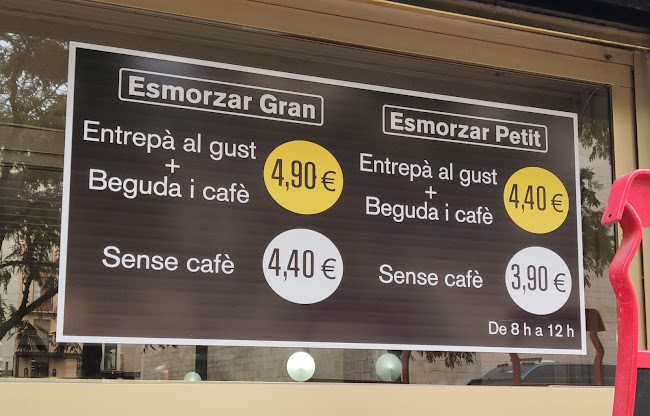 Esmorzar Gran
Entrepà al gust
+
Beguda i cafè
4,90 €
Sense cafè
4,40 €
Esmorzar Petit
Entrepà al gust
+
Beguda i cafè
4,40 €
Sense cafè
3,90 €
De 8 h a 12 h